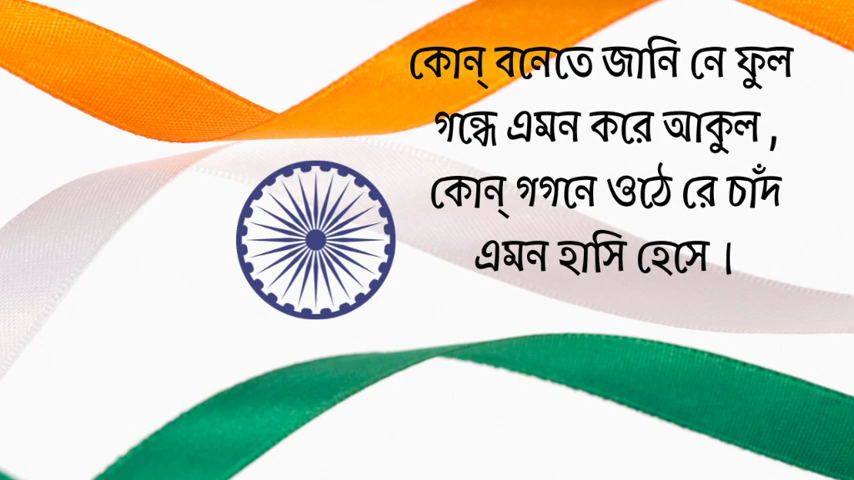 কোন্ বনেতে জানি নে ফুল
গন্ধে এমন করে আকুল ,
কোন্ গগনে ওঠে রে চাঁদ
এমন হাসি হেসে ।